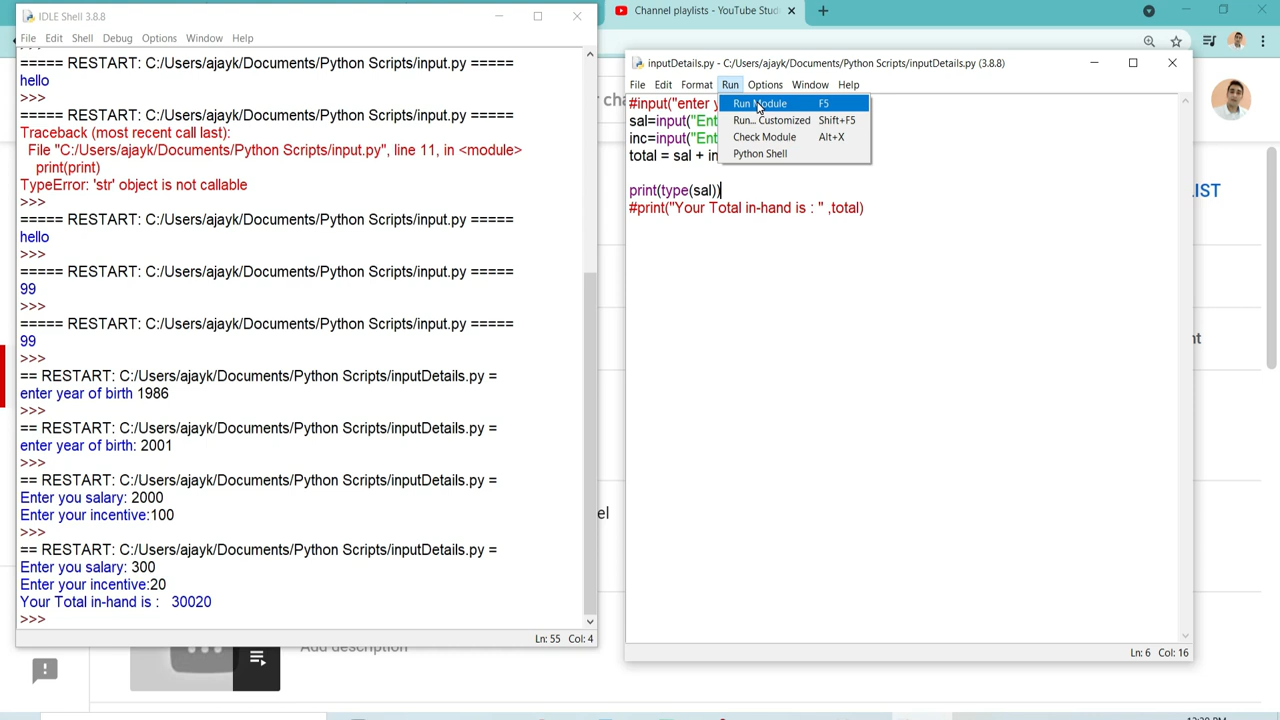 IDLE Shell 3.8.8
File Edit Shell Debug Options Window Help
===== RESTART: C:/Users/ajayk/Documents/Python Scripts/input.py =====
hello
>>>
===== RESTART: C:/Users/ajayk/Documents/Python Scripts/input.py =====
Traceback (most recent call last):
File "C:/Users/ajayk/Documents/Python Scripts/input.py", line 11, in <module>
print(print)
TypeError: 'str' object is not callable
>>>
===== RESTART: C:/Users/ajayk/Documents/Python Scripts/input.py =====
hello
>>>
===== RESTART: C:/Users/ajayk/Documents/Python Scripts/input.py =====
99
>>>
===== RESTART: C:/Users/ajayk/Documents/Python Scripts/input.py =====
99
>>>
== RESTART: C:/Users/ajayk/Documents/Python Scripts/inputDetails.py =
enter year of birth 1986
>>>
== RESTART: C:/Users/ajayk/Documents/Python Scripts/inputDetails.py =
enter year of birth: 2001
>>>
== RESTART: C:/Users/ajayk/Documents/Python Scripts/inputDetails.py =
Enter you salary: 2000
Enter your incentive:100
>>>
== RESTART: C:/Users/ajayk/Documents/Python Scripts/inputDetails.py =
Enter you salary: 300
Enter your incentive:20
Your Total in-hand is :   30020
>>>
Ln: 55 Col: 4
Channel playlists - YouTube Stud
inputDetails.py - C:/Users/ajayk/Documents/Python Scripts/inputDetails.py (3.8.8)
File Edit Format Run Options Window Help
#input("enter y
sal=input("Ent
inc=input("Ent
total = sal + in
print(type(sal))
#print("Your Total in-hand is : " ,total)
Run Module F5
Run... Customized Shift+F5
Check Module Alt+X
Python Shell
Ln: 6 Col: 16
LIST
nt
el
Add description